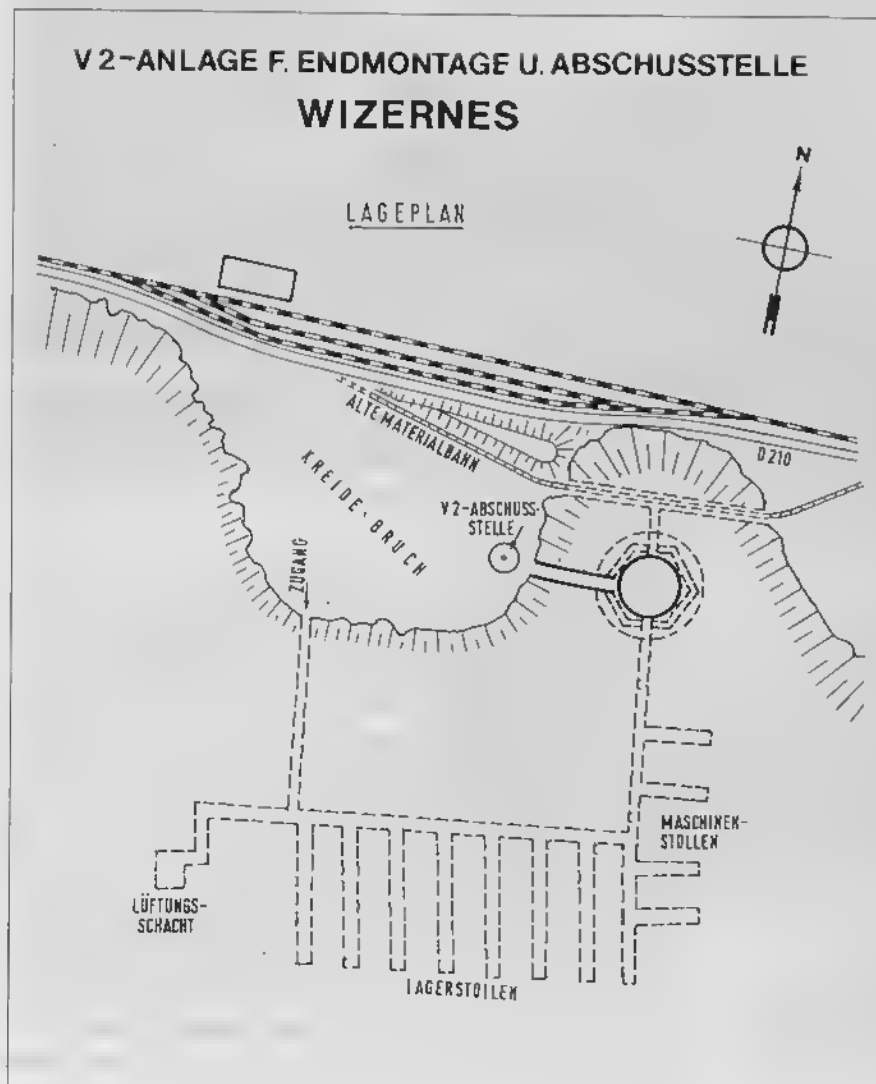 V2-ANLAGE F. ENDMONTAGE U. ABSCHUSSTELLE
WIZERNES
N
LAGEPLAN
ALTE MATERIALBAHN
D210
KREIDE-BRUCH
V2-ABSCHUSS-
STELLE
ZUGANG
MASCHINEN-
STOLLEN
LÜFTUNGS-
SCHACHT
LAGERSTOLLEN